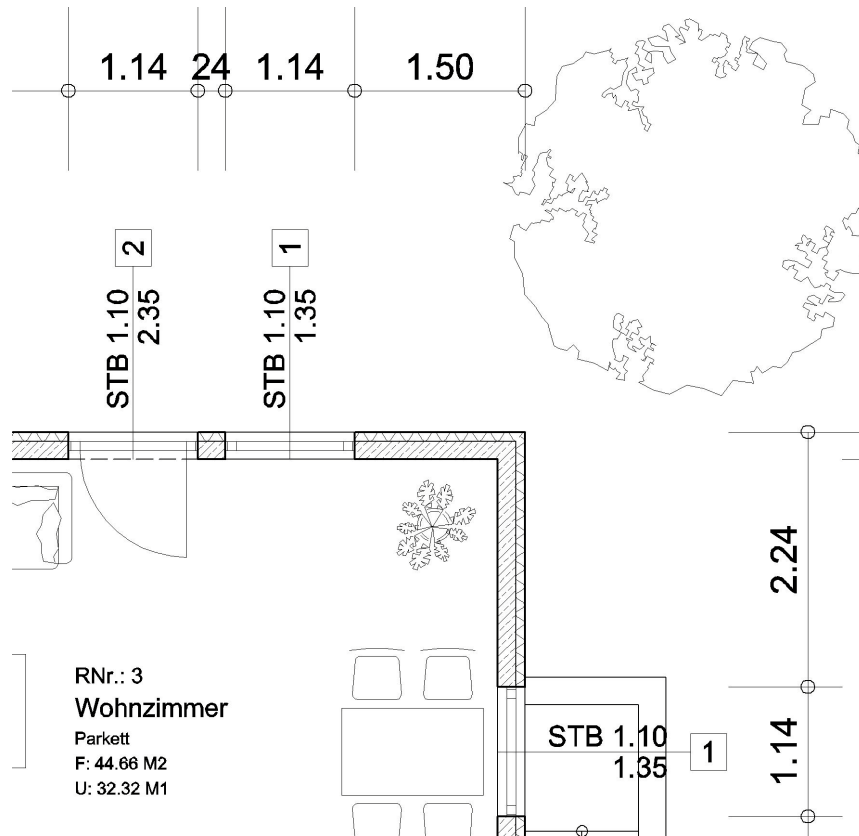 1.14 24 1.14 1.50
2
1
STB 1.10
2.35
STB 1.10
1.35
2.24
RNr.: 3
Wohnzimmer
Parkett
F: 44.66 M2
U: 32.32 M1
STB 1.10
1.35
1
1.14